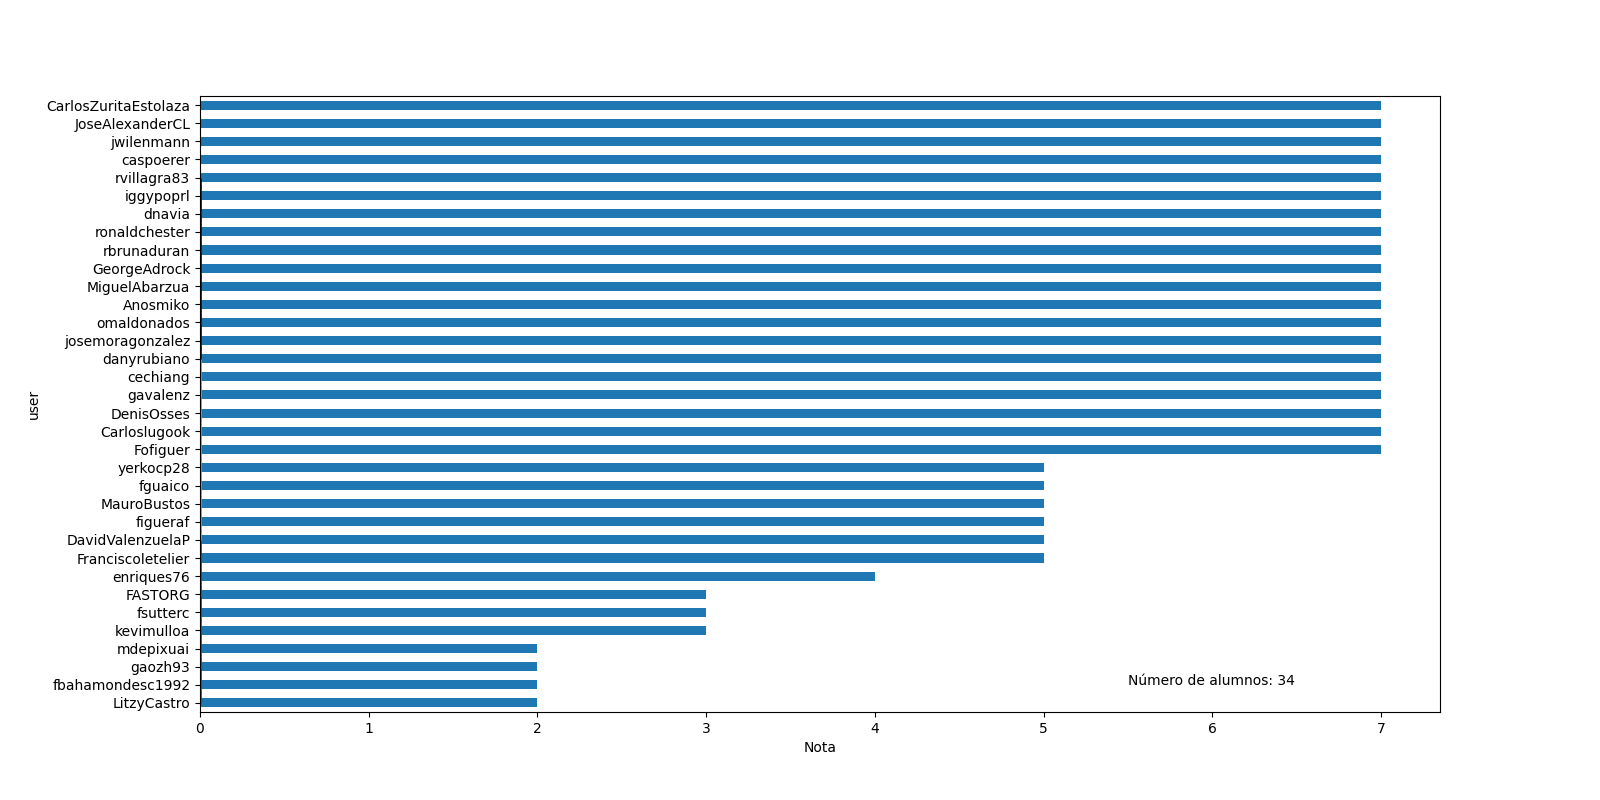 CarlosZuritaEstolaza
JoseAlexanderCL
jwilenmann
caspoerer
rvillagra83
iggypoprl
dnavia
ronaldchester
rbrunaduran
GeorgeAdrock
MiguelAbarzua
Anosmiko
omaldonados
josemoragonzalez
danyrubiano
cechiang
gavalenz
DenisOsses
Carloslugook
Fofiguer
yerkocp28
fguaico
MauroBustos
figueraf
DavidValenzuelaP
Franciscoletelier
enriques76
FASTORG
fsutterc
kevimulloa
mdepixuai
gaozh93
fbahamondesc1992
LitzyCastro
user
Número de alumnos: 34
0 1 2 3 4 5 6 7
Nota